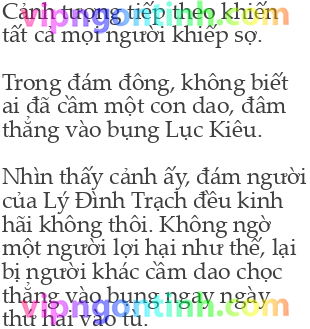 Cảnh tượng tiếp theo khiến
tất cả mọi người khiếp sợ.
Trong đám đông, không biết
ai đã cầm một con dao, đâm
thẳng vào bụng Lục Kiêu.
Nhìn thấy cảnh ấy, đám người
của Lý Đình Trạch đều kinh
hãi không thôi. Không ngờ
một người lợi hại như thế, lại
bị người khác cầm dao chọc
thẳng vào bụng ngay ngày
thứ hai vào tù.
vipngontinh.com
vipngontinh.com